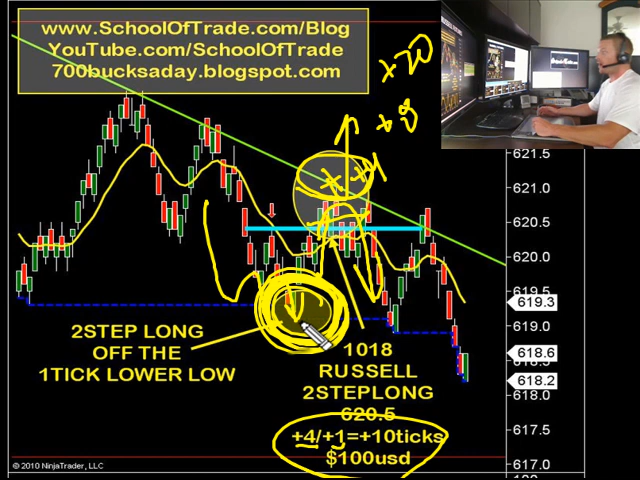 www.SchoolOfTrade.com/Blog
YouTube.com/SchoolOfTrade
700bucksaday.blogspot.com
+20
+8
+4
621.5
621.0
620.5
619.5
619.3
619.0
618.6
618.2
618.0
617.5
617.0
2STEP LONG
OFF THE
1TICK LOWER LOW
1018
RUSSELL
2STEPLONG
620.5
+4/+1=+10ticks
$100usd
© 2010 NinjaTrader, LLC